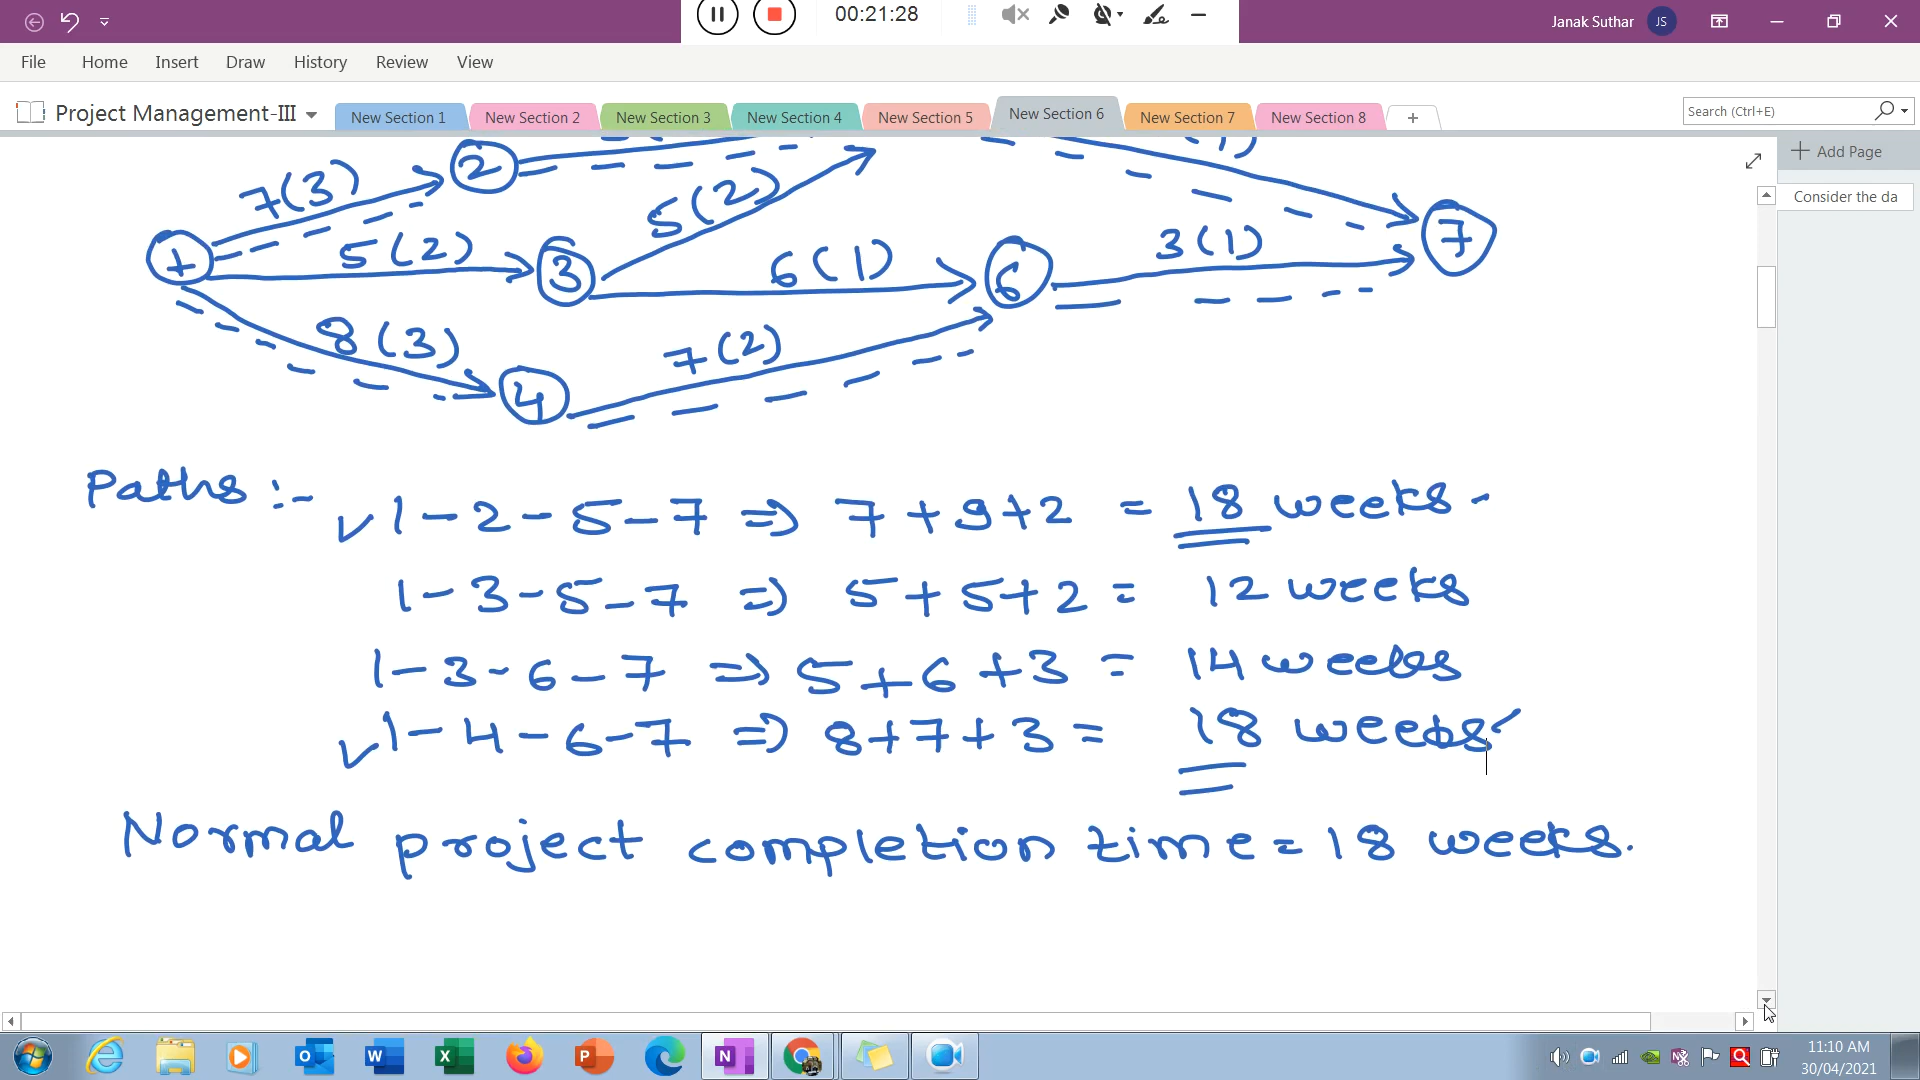 00:21:28
Janak Suthar JS
File Home Insert Draw History Review View
Project Management-III New Section 1 New Section 2 New Section 3 New Section 4 New Section 5 New Section 6 New Section 7 New Section 8 + Search (Ctrl+E)
Add Page
Consider the da
7(3) 2 5(2)
1 5(2) 3 6(1) 6 3(1) 7
8(3) 4 7(2)
Paths :- 1-2-5-7 => 7+9+2 = 18 weeks.
1-3-5-7 => 5+5+2 = 12 weeks
1-3-6-7 => 5+6+3 = 14 weeks
1-4-6-7 => 8+7+3 = 18 weeks
Normal project completion time = 18 weeks.
11:10 AM
30/04/2021